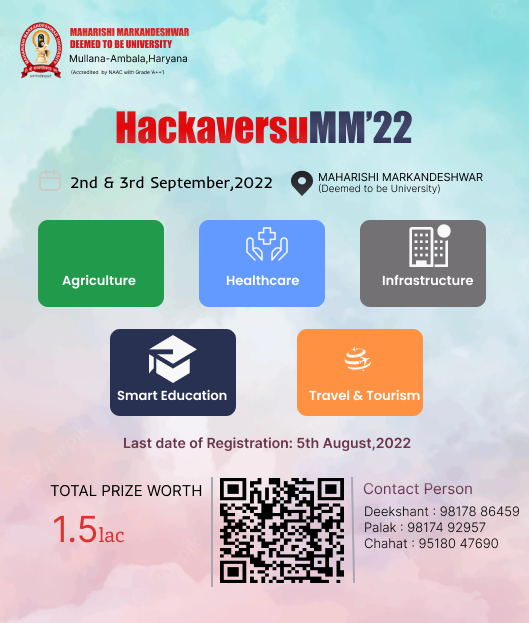 MAHARISHI MARKANDESHWAR
DEEMED TO BE UNIVERSITY
Mullana-Ambala,Haryana
(Accredited by NAAC with Grade 'A++')
HackaversuMM'22
2nd & 3rd September,2022
MAHARISHI MARKANDESHWAR
(Deemed to be University)
Agriculture
Healthcare
Infrastructure
Smart Education
Travel & Tourism
Last date of Registration: 5th August,2022
TOTAL PRIZE WORTH
1.5lac
Contact Person
Deekshant : 98178 86459
Palak : 98174 92957
Chahat : 95180 47690